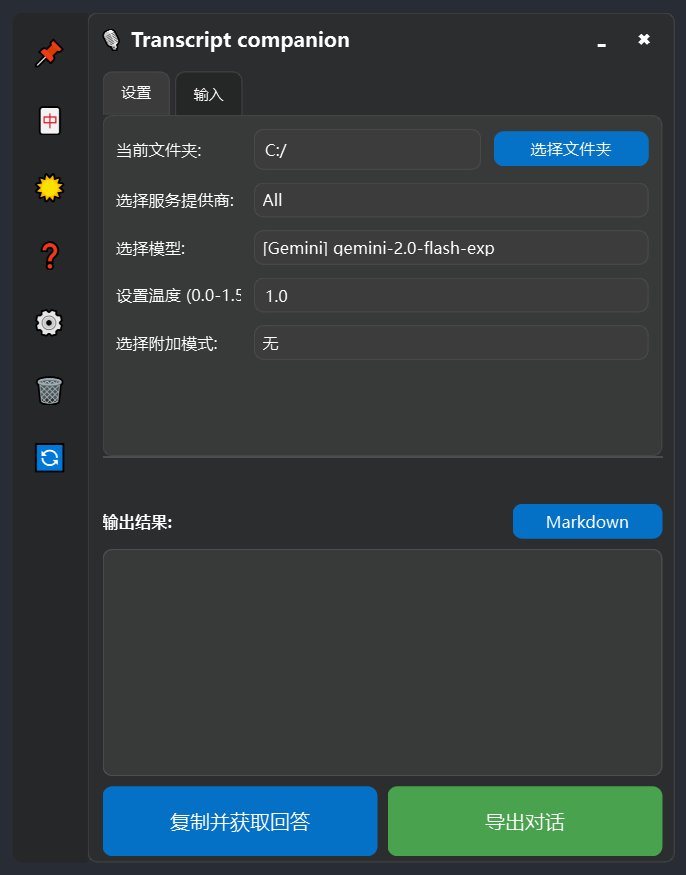 Transcript companion
中
设置
输入
当前文件夹:
C:/
选择文件夹
选择服务提供商:
All
选择模型:
[Gemini] gemini-2.0-flash-exp
设置温度 (0.0-1.5
1.0
选择附加模式:
无
输出结果:
Markdown
复制并获取回答
导出对话